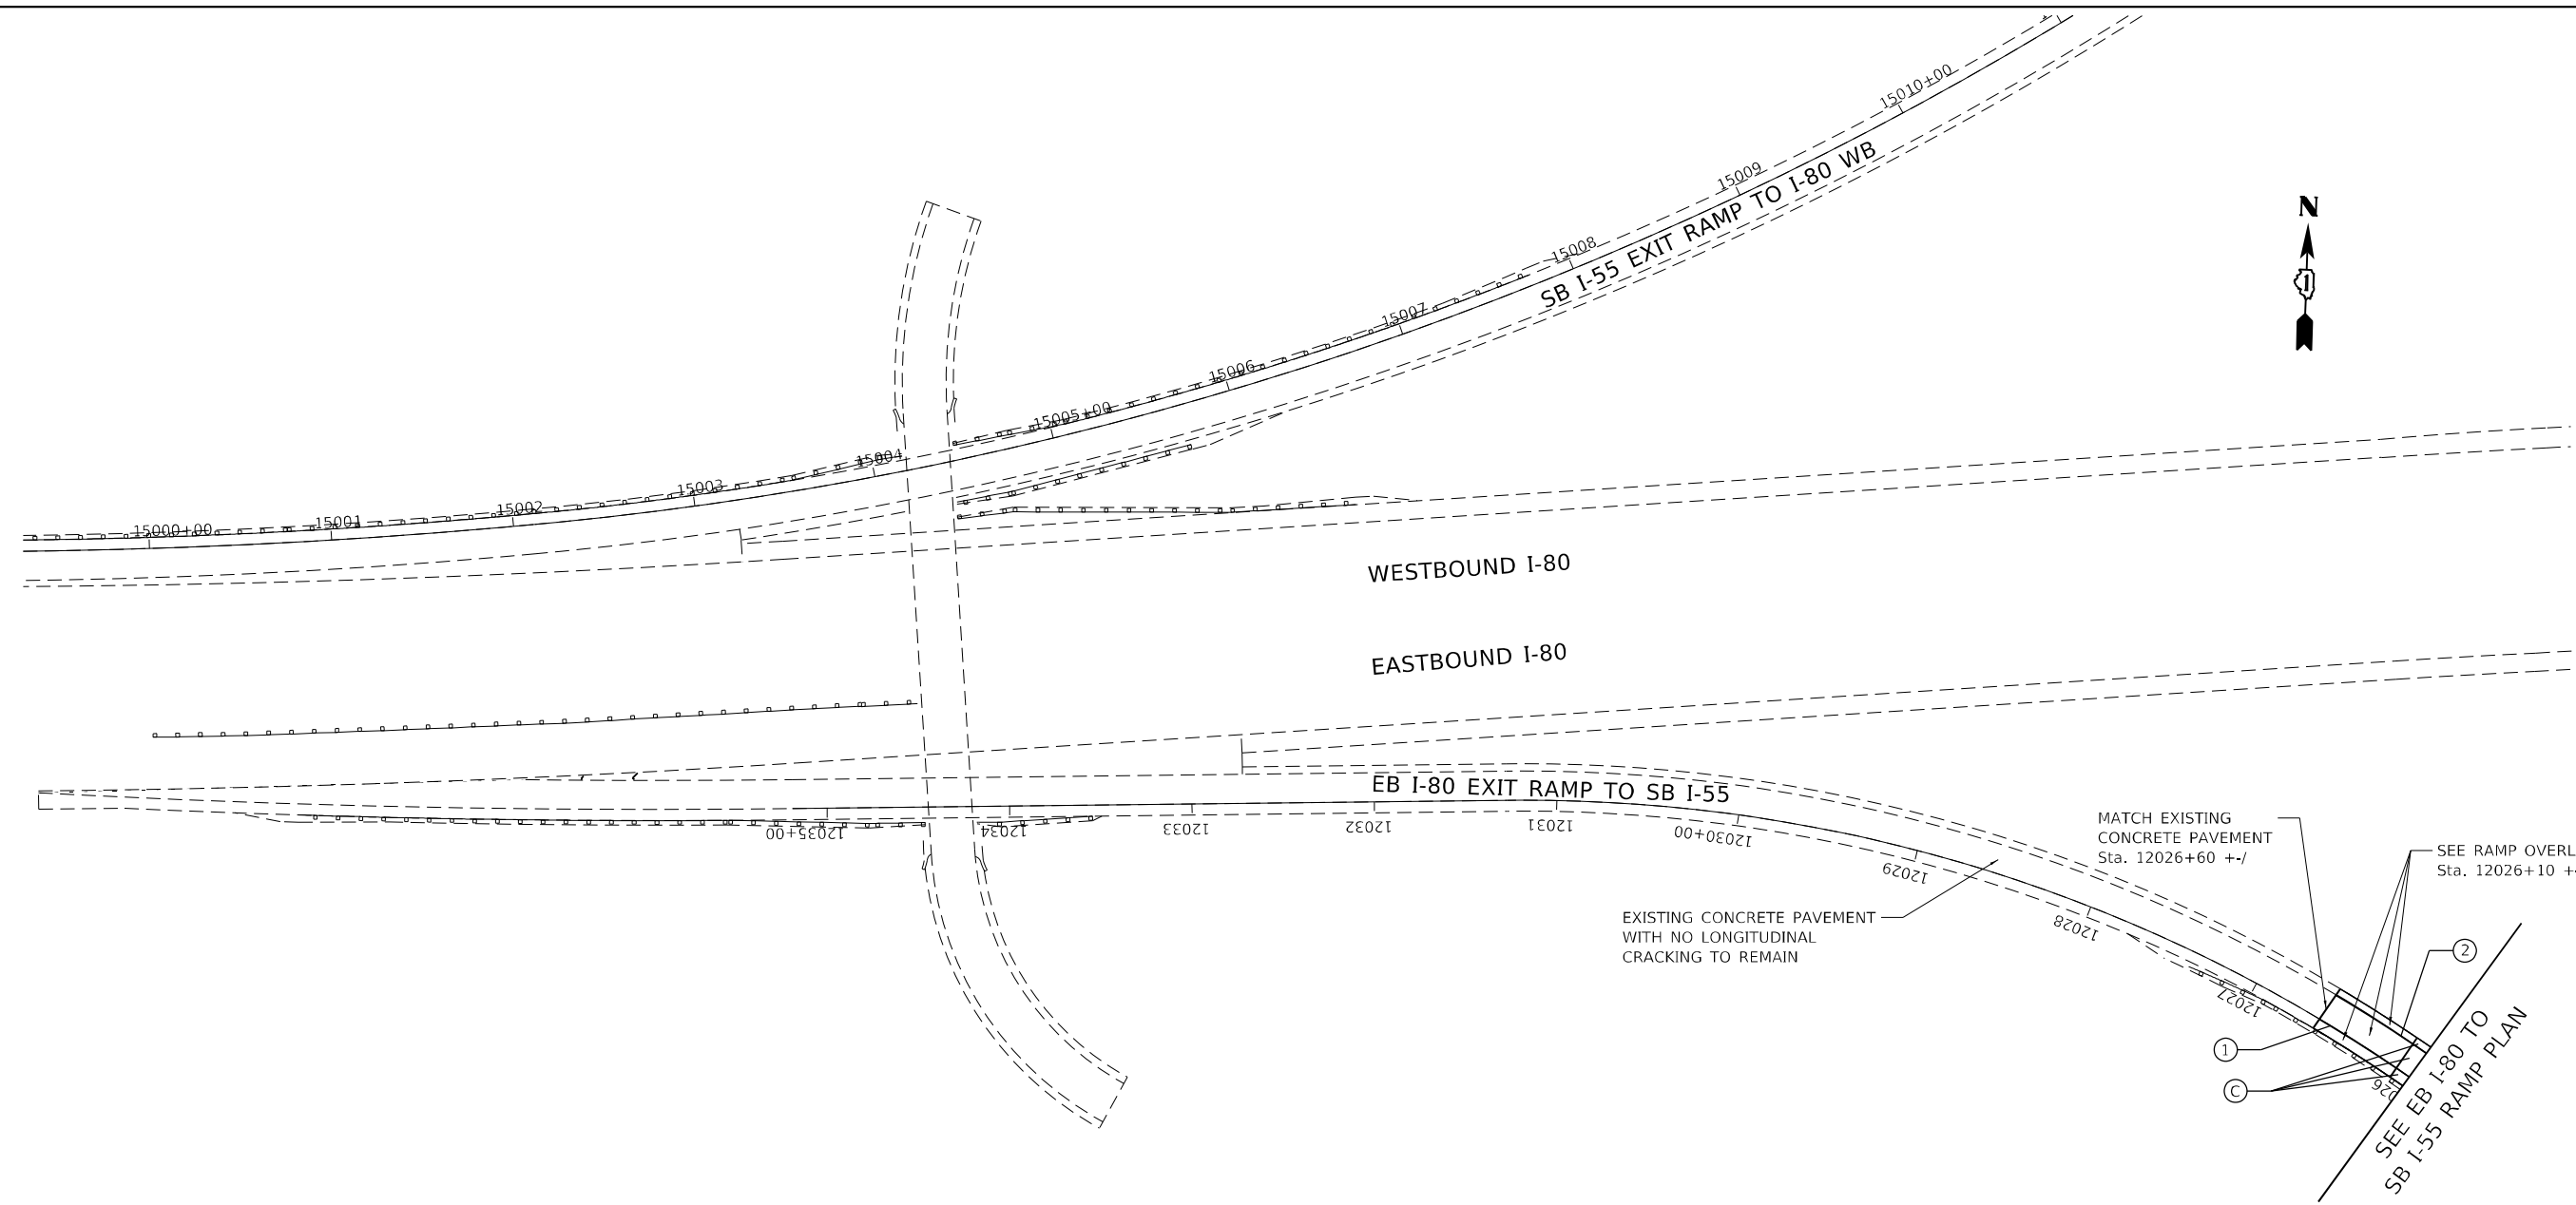 15010+00
15009
15008
15007
15006
15005+00
15004
15003
15002
15001
15000+00
SB I-55 EXIT RAMP TO I-80 WB
N
WESTBOUND I-80
EASTBOUND I-80
EB I-80 EXIT RAMP TO SB I-55
12035+00
12034
12033
12032
12031
12030+00
12029
12028
12027
026
MATCH EXISTING
CONCRETE PAVEMENT
Sta. 12026+60 +-/
SEE RAMP OVERL
Sta. 12026+10 +
EXISTING CONCRETE PAVEMENT
WITH NO LONGITUDINAL
CRACKING TO REMAIN
2
1
C
SEE EB I-80 TO
SB I-55 RAMP PLAN